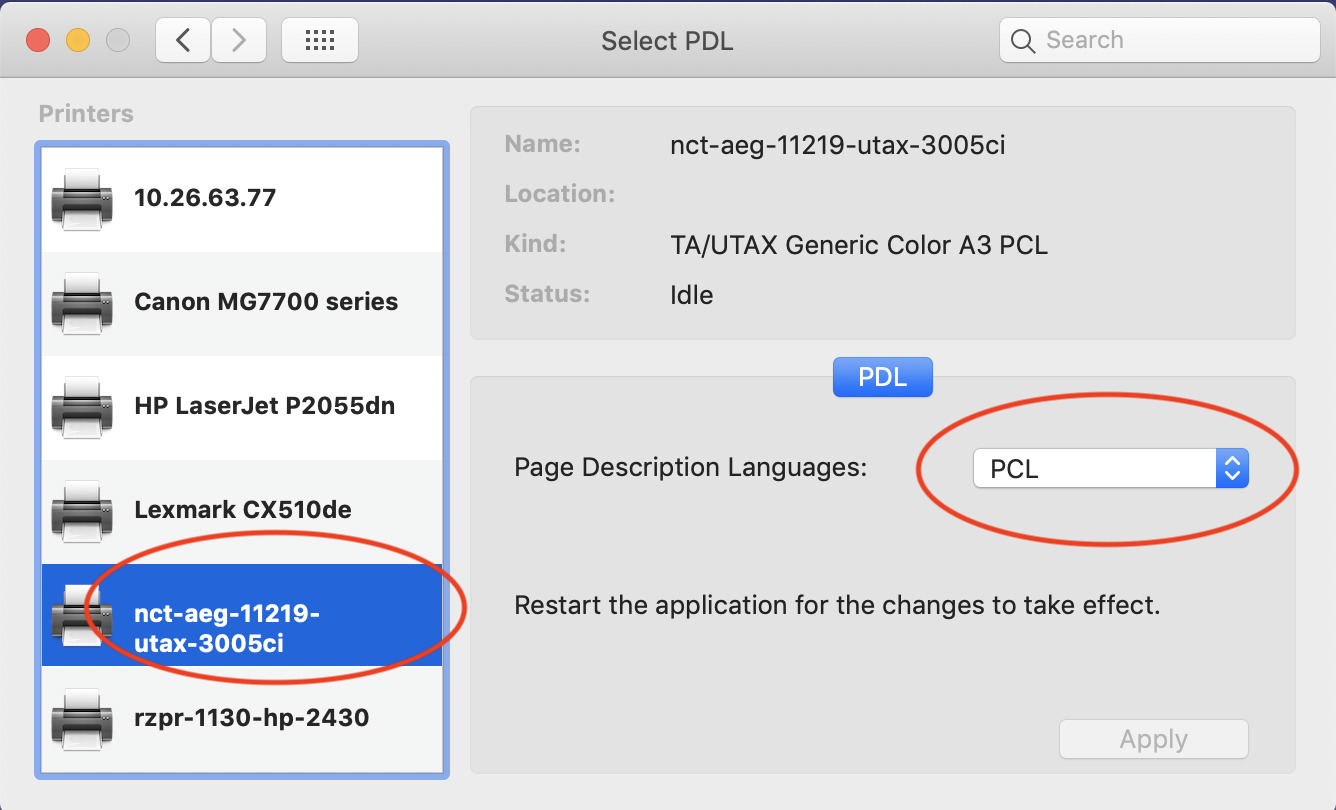 Select PDL
Search
Printers
10.26.63.77
Canon MG7700 series
HP LaserJet P2055dn
Lexmark CX510de
nct-aeg-11219-
utax-3005ci
rzpr-1130-hp-2430
Name: nct-aeg-11219-utax-3005ci
Location:
Kind: TA/UTAX Generic Color A3 PCL
Status: Idle
PDL
Page Description Languages: PCL
Restart the application for the changes to take effect.
Apply